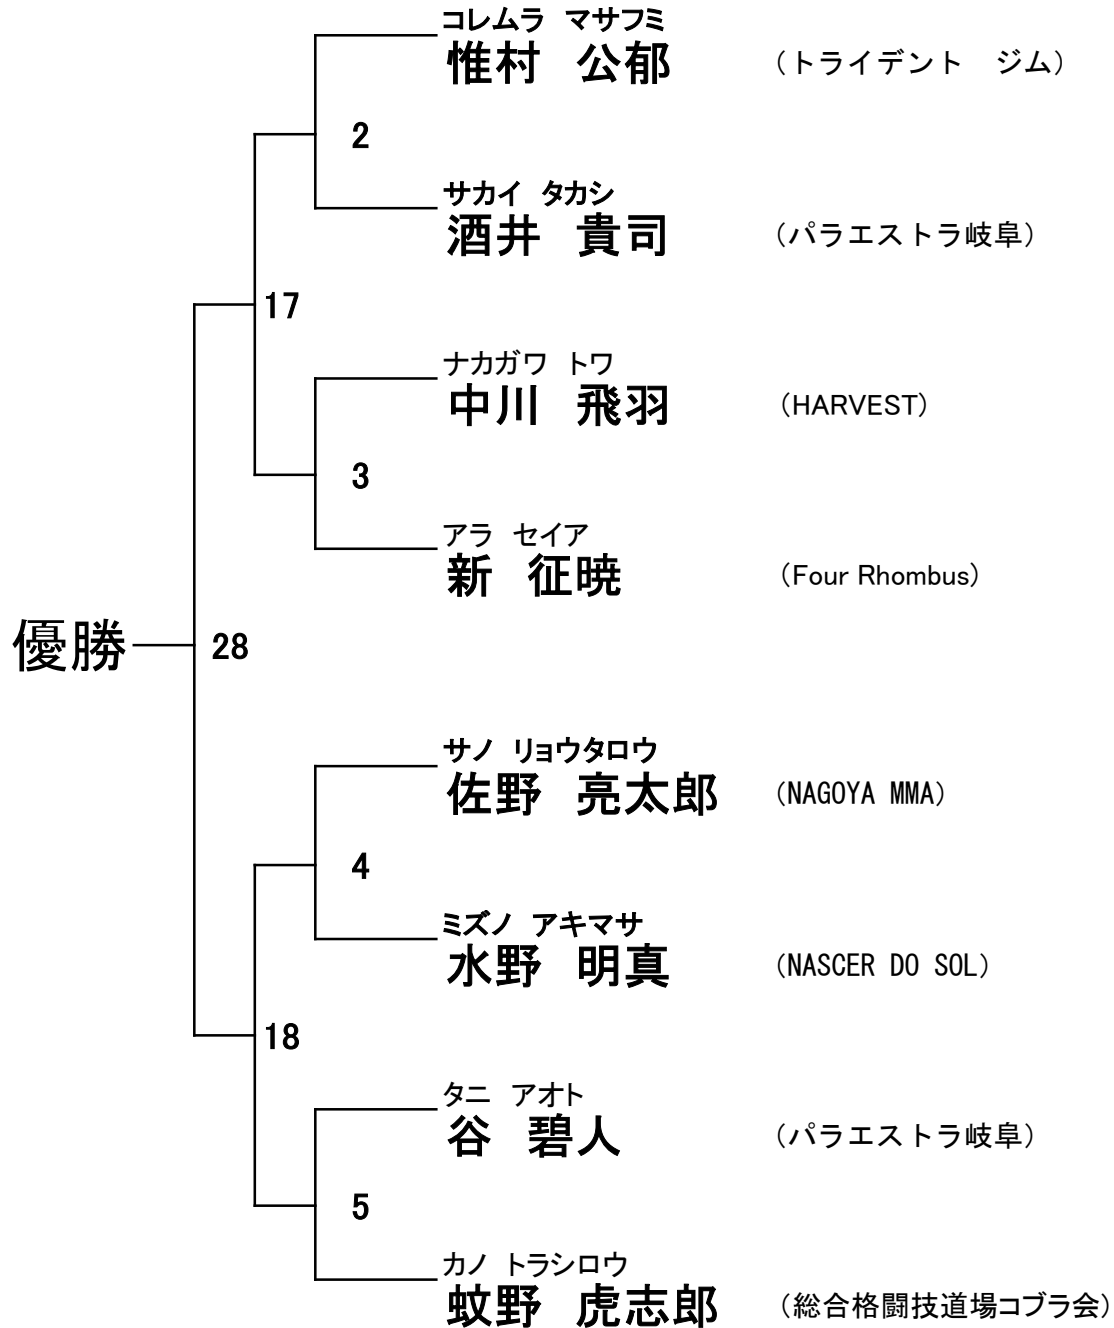 コレムラ　マサフミ
惟村　公郁　（トライデント　ジム）
2
サカイ　タカシ
酒井　貴司　（パラエストラ岐阜）
17
ナカガワ　トワ
中川　飛羽　（HARVEST）
3
アラ　セイア
新　征暁　（Four Rhombus）
優勝　28
サノ　リョウタロウ
佐野　亮太郎　（NAGOYA MMA）
4
ミズノ　アキマサ
水野　明真　（NASCER DO SOL）
18
タニ　アオト
谷　碧人　（パラエストラ岐阜）
5
カノ　トラシロウ
蚊野　虎志郎　（総合格闘技道場コブラ会）